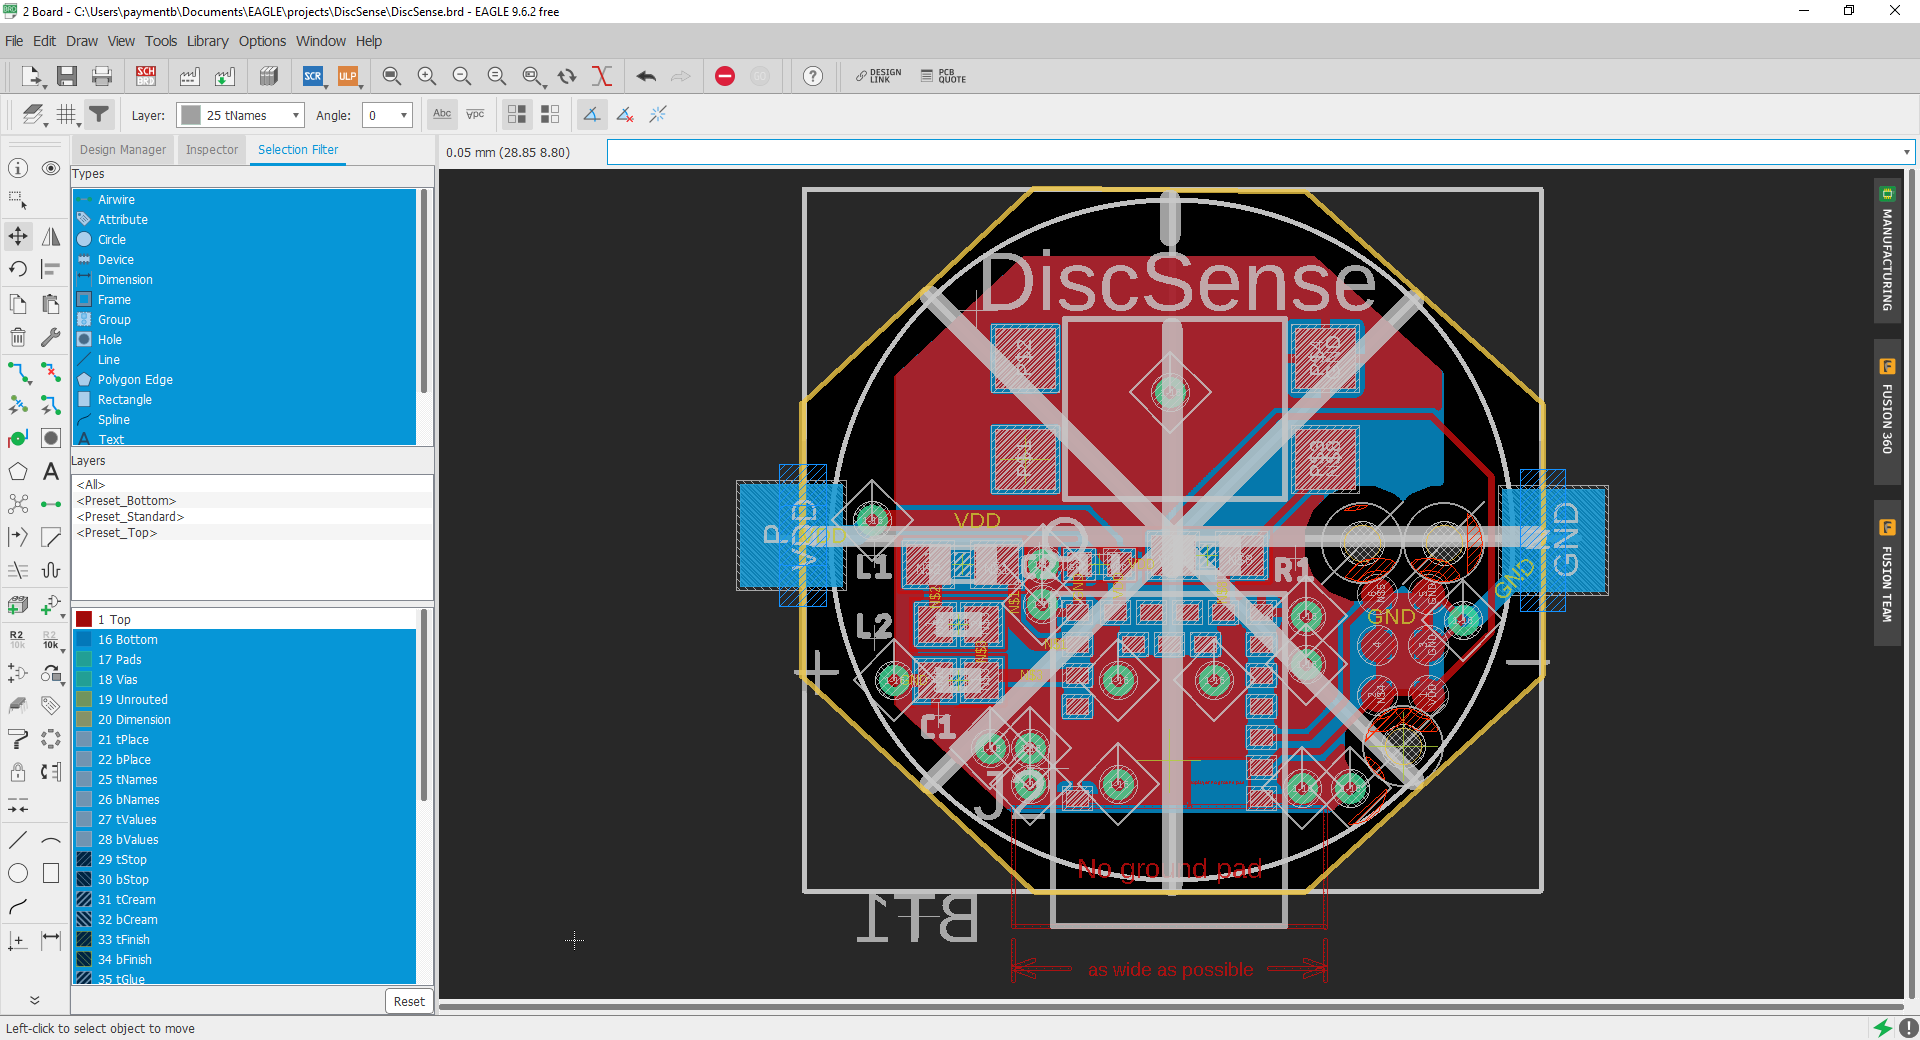 2 Board - C:\Users\paymentb\Documents\EAGLE\projects\DiscSense\DiscSense.brd - EAGLE 9.6.2 free
File Edit Draw View Tools Library Options Window Help
SCH
BRD
SCR
ULP
GO
DESIGN
LINK
PCB
QUOTE
Layer: 25 tNames Angle: 0 Abc
Design Manager Inspector Selection Filter
0.05 mm (28.85 8.80)
Types
Airwire
Attribute
Circle
Device
Dimension
Frame
Group
Hole
Line
Polygon Edge
Rectangle
Spline
Text
Layers
<All>
<Preset_Bottom>
<Preset_Standard>
<Preset_Top>
1 Top
16 Bottom
17 Pads
18 Vias
19 Unrouted
20 Dimension
21 tPlace
22 bPlace
25 tNames
26 bNames
27 tValues
28 bValues
29 tStop
30 bStop
31 tCream
32 bCream
33 tFinish
34 bFinish
35 tGlue
Reset
R2
10k
R2
10k
DiscSense
VDD
L1
R1
L2
GND
GND
GND
C1
J2
No ground pad
BT1
as wide as possible
MANUFACTURING
FUSION 360
FUSION TEAM
Left-click to select object to move